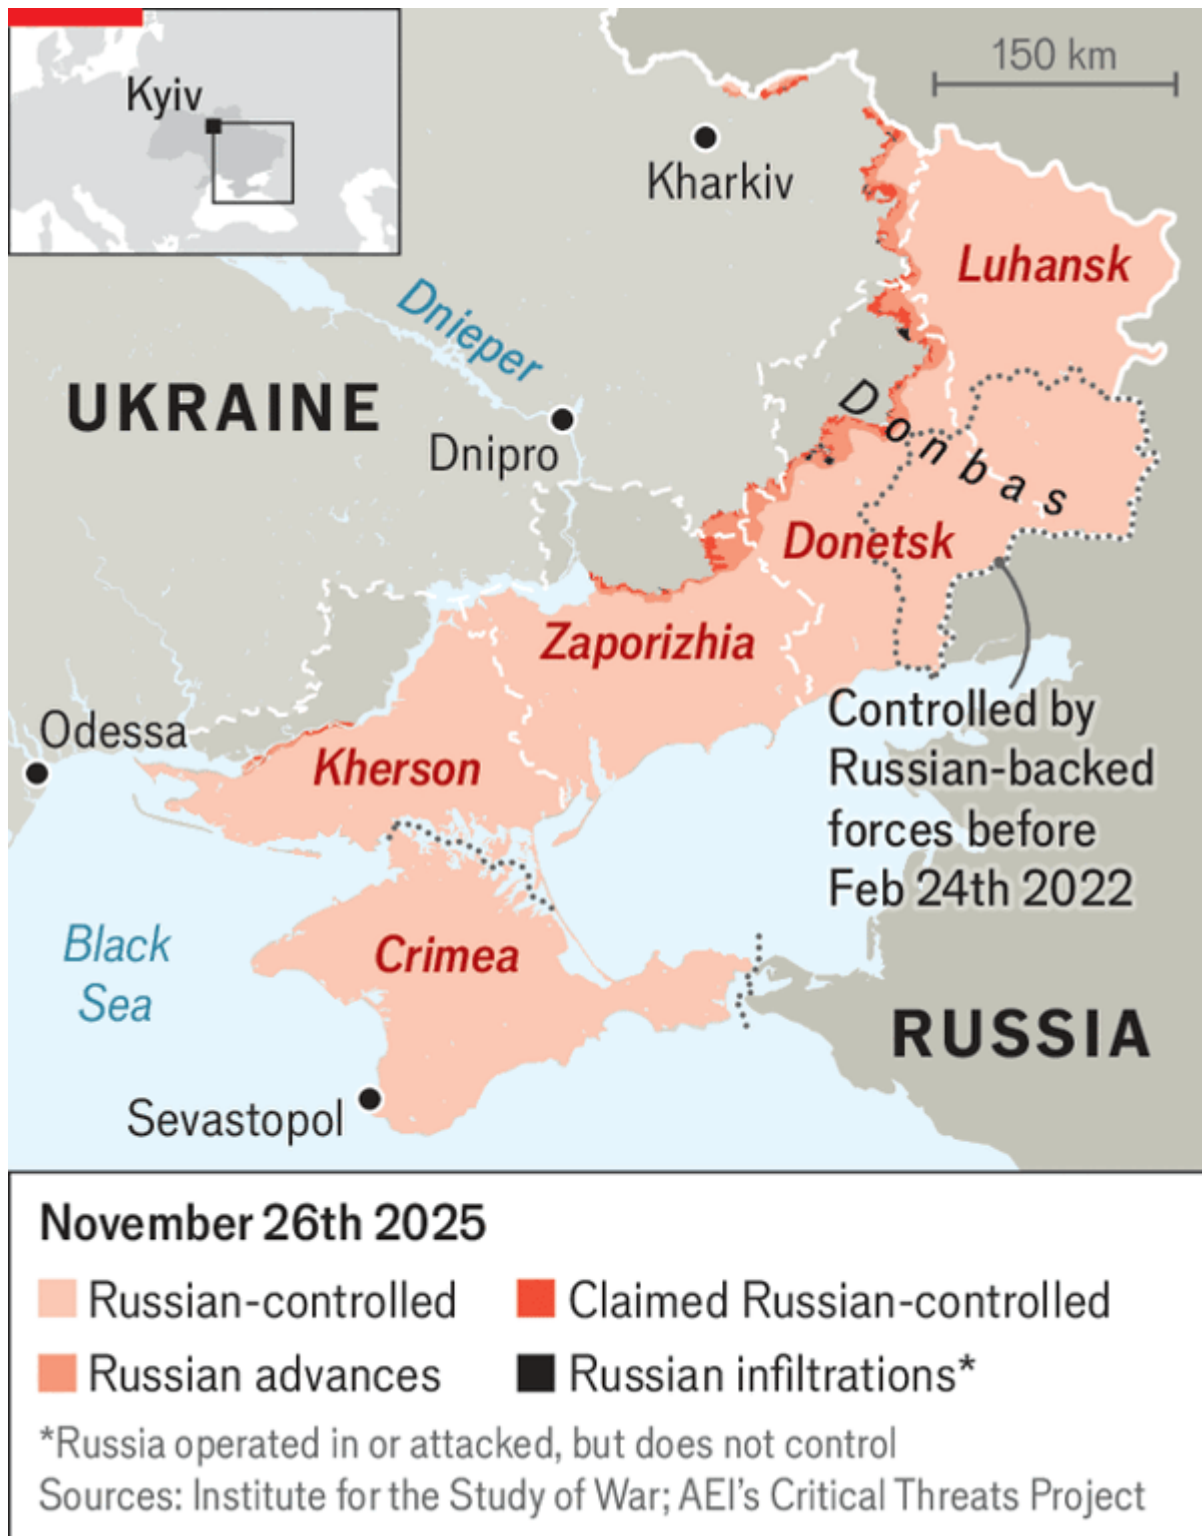 Kyiv
150 km
Kharkiv
Luhansk
Dnieper
UKRAINE
Dnipro
Donbas
Donetsk
Zaporizhia
Odessa
Kherson
Controlled by
Russian-backed
forces before
Feb 24th 2022
Black
Sea
Crimea
RUSSIA
Sevastopol
November 26th 2025
Russian-controlled
Claimed Russian-controlled
Russian advances
Russian infiltrations*
*Russia operated in or attacked, but does not control
Sources: Institute for the Study of War; AEI's Critical Threats Project